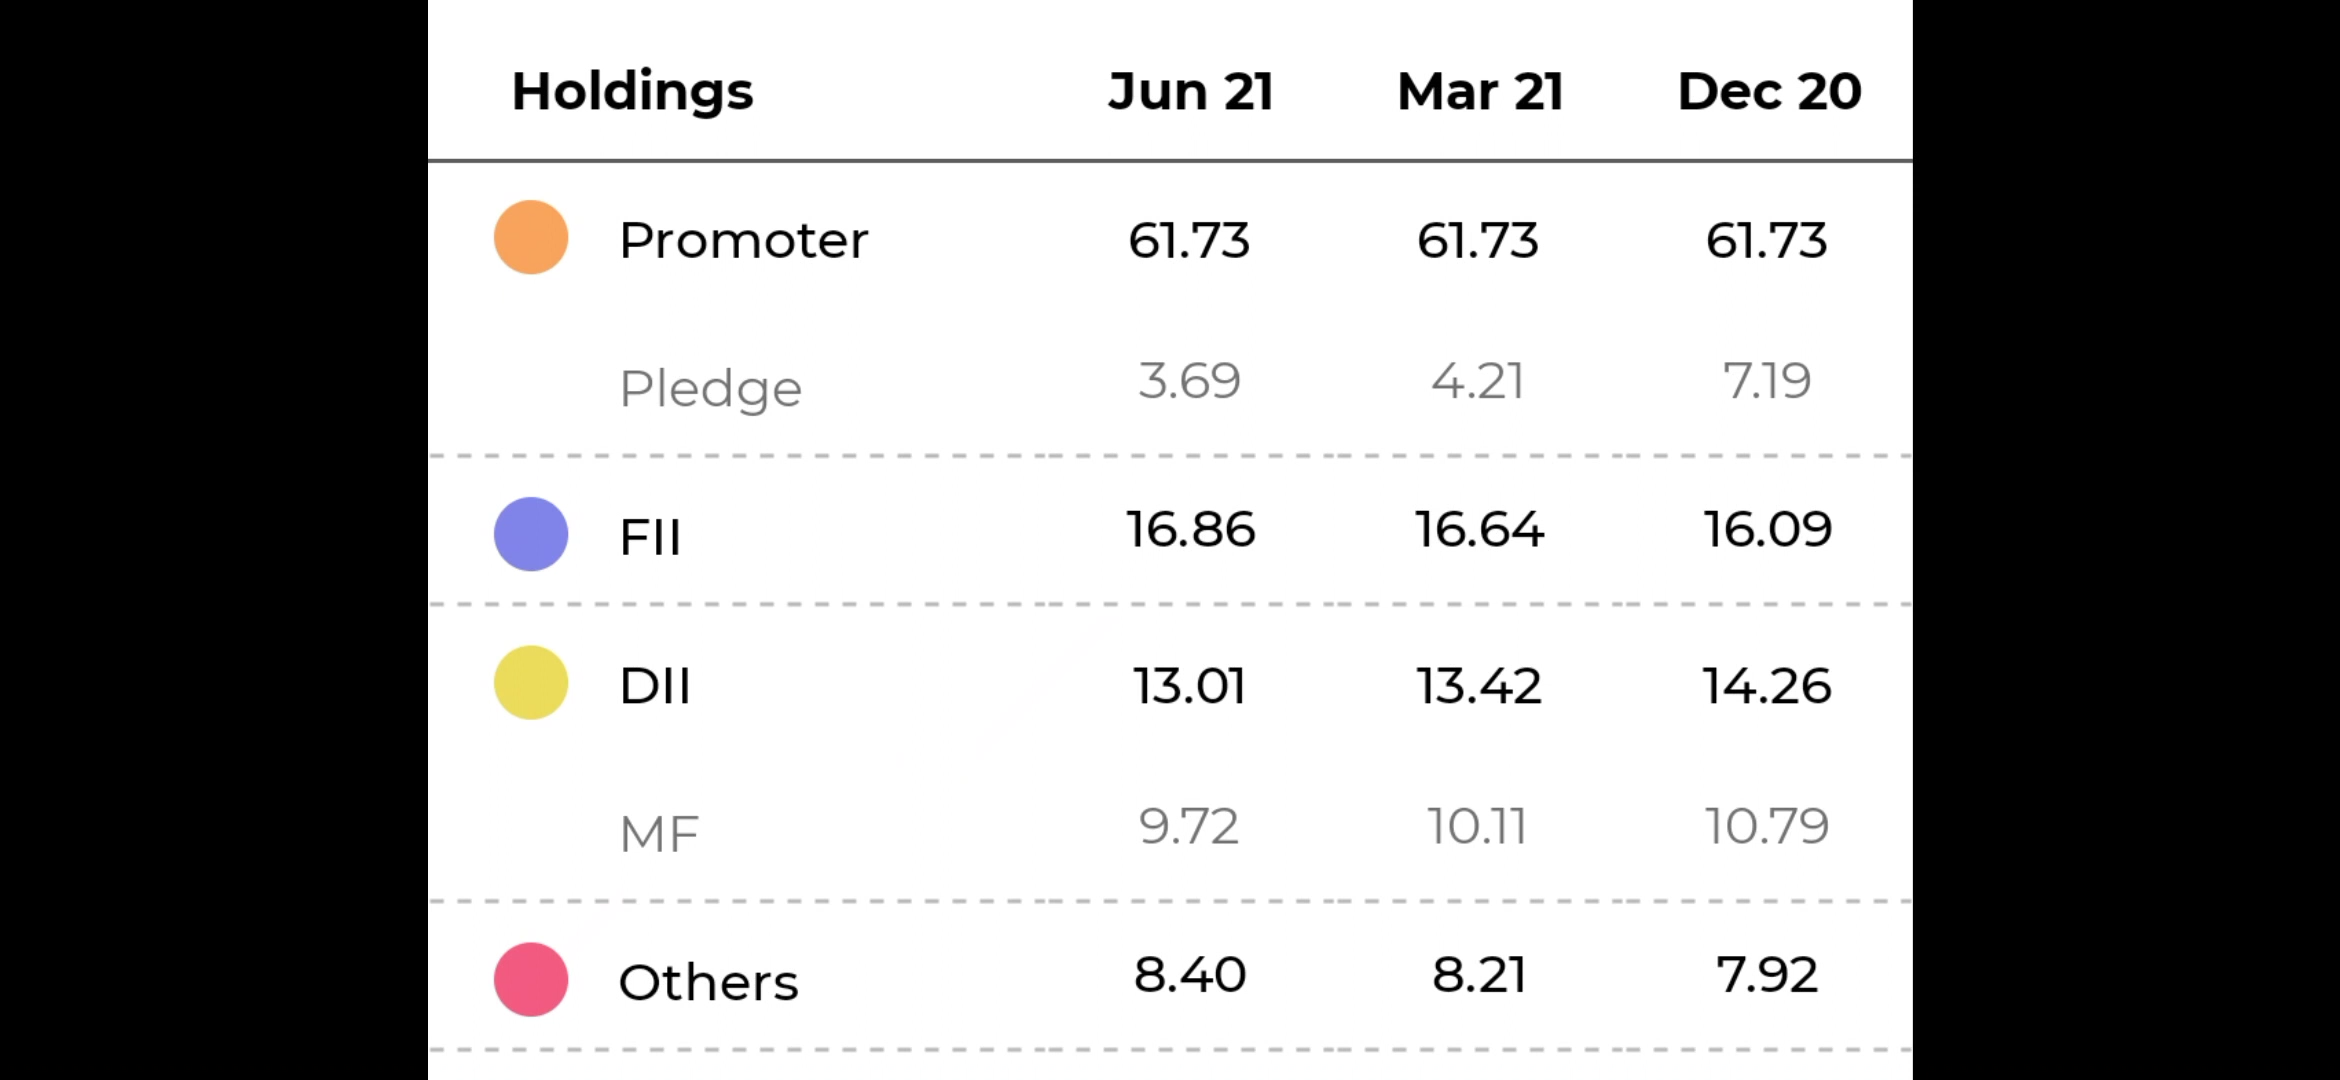 Holdings Jun 21 Mar 21 Dec 20
Promoter 61.73 61.73 61.73
Pledge 3.69 4.21 7.19
FII 16.86 16.64 16.09
DII 13.01 13.42 14.26
MF 9.72 10.11 10.79
Others 8.40 8.21 7.92